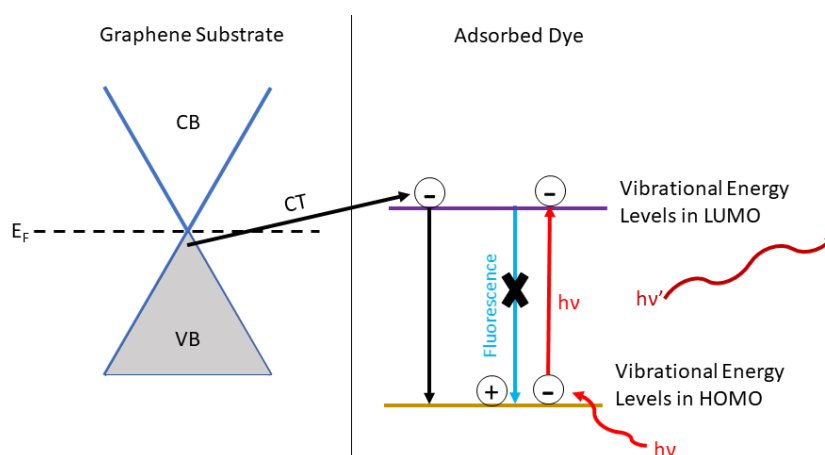 Graphene Substrate
Adsorbed Dye
CB
CT
E_F
VB
-
-
Vibrational Energy
Levels in LUMO
Fluorescence
hν
hν'
+
-
Vibrational Energy
Levels in HOMO
hν